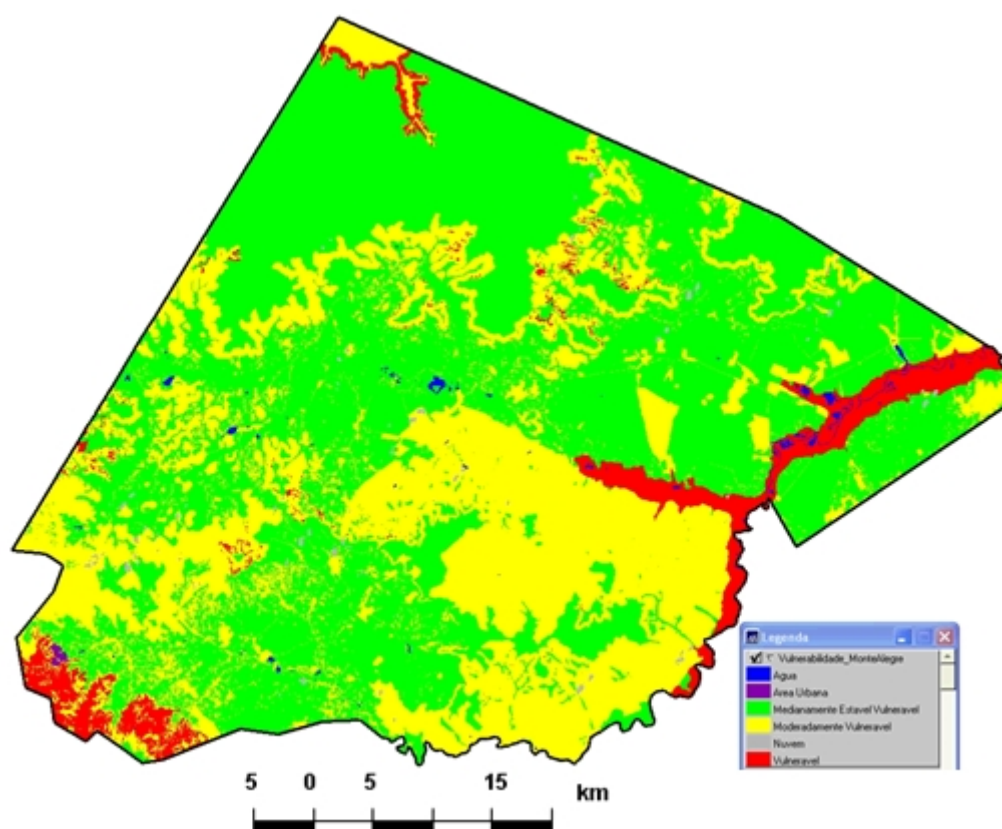 Legenda
Vulnerabilidade_MonteAlegre
Agua
Area Urbana
Medianamente Estavel Vulneravel
Moderadamente Vulneravel
Nuvem
Vulneravel
5 0 5 15 km